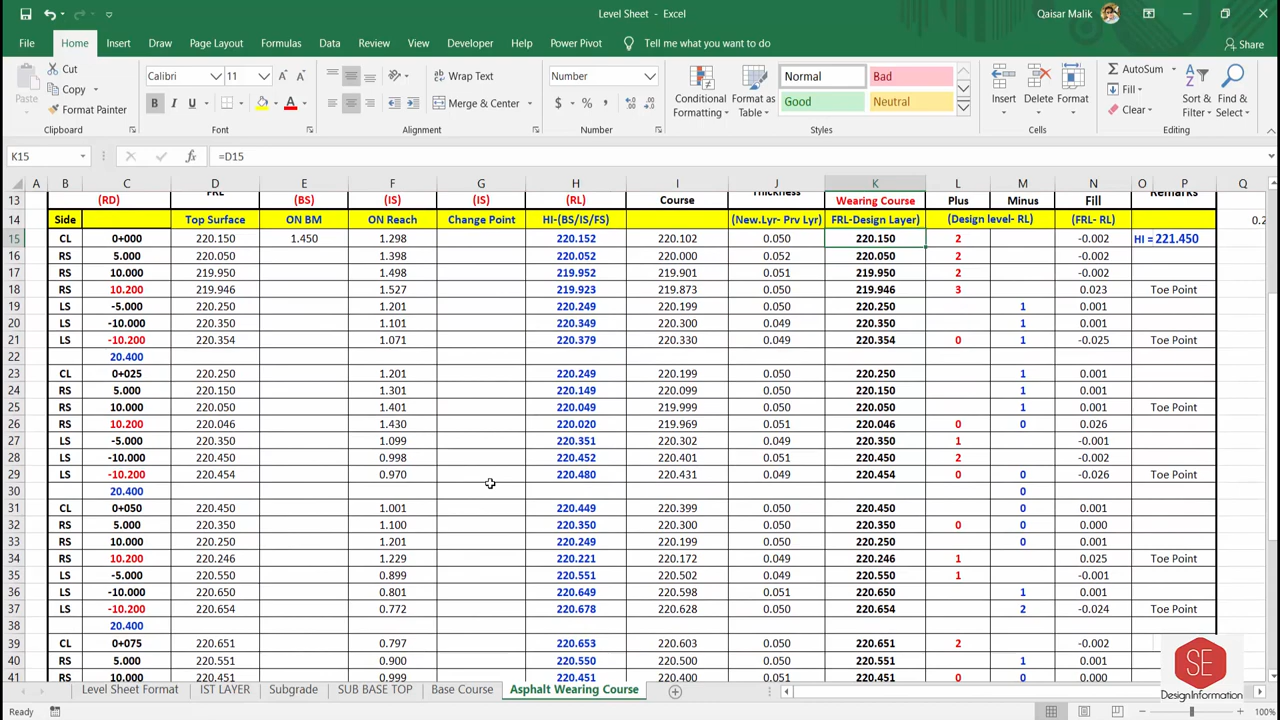 Level Sheet - Excel
Qaisar Malik
File Home Insert Draw Page Layout Formulas Data Review View Developer Help Power Pivot Tell me what you want to do Share
Paste Cut Copy Format Painter
Calibri 11 Wrap Text Merge & Center
B I U
Number $ % ,
Conditional Formatting Format as Table
Normal Bad Good Neutral
Insert Delete Format
AutoSum Fill Clear
Sort & Filter Find & Select
Clipboard Font Alignment Number Styles Cells Editing
K15 fx =D15
A B C D E F G H I J K L M N O P Q
13 (RD) FRL (BS) (IS) (IS) (RL) Course Thickness Wearing Course Plus Minus Fill Remarks
14 Side Top Surface ON BM ON Reach Change Point HI-(BS/IS/FS) (New.Lyr- Prv Lyr) FRL-Design Layer) (Design level- RL) (FRL- RL) 0.2
15 CL 0+000 220.150 1.450 1.298 220.152 220.102 0.050 220.150 2 -0.002 HI = 221.450
16 RS 5.000 220.050 1.398 220.052 220.000 0.052 220.050 2 -0.002
17 RS 10.000 219.950 1.498 219.952 219.901 0.051 219.950 2 -0.002
18 RS 10.200 219.946 1.527 219.923 219.873 0.050 219.946 3 0.023 Toe Point
19 LS -5.000 220.250 1.201 220.249 220.199 0.050 220.250 1 0.001
20 LS -10.000 220.350 1.101 220.349 220.300 0.049 220.350 1 0.001
21 LS -10.200 220.354 1.071 220.379 220.330 0.049 220.354 0 1 -0.025 Toe Point
22 20.400
23 CL 0+025 220.250 1.201 220.249 220.199 0.050 220.250 1 0.001
24 RS 5.000 220.150 1.301 220.149 220.099 0.050 220.150 1 0.001
25 RS 10.000 220.050 1.401 220.049 219.999 0.050 220.050 1 0.001 Toe Point
26 RS 10.200 220.046 1.430 220.020 219.969 0.051 220.046 0 0 0.026
27 LS -5.000 220.350 1.099 220.351 220.302 0.049 220.350 1 -0.001
28 LS -10.000 220.450 0.998 220.452 220.401 0.051 220.450 2 -0.002
29 LS -10.200 220.454 0.970 220.480 220.431 0.049 220.454 0 0 -0.026 Toe Point
30 20.400 0
31 CL 0+050 220.450 1.001 220.449 220.399 0.050 220.450 0 0.001
32 RS 5.000 220.350 1.100 220.350 220.300 0.050 220.350 0 0 0.000
33 RS 10.000 220.250 1.201 220.249 220.199 0.050 220.250 0 0.001
34 RS 10.200 220.246 1.229 220.221 220.172 0.049 220.246 1 0.025 Toe Point
35 LS -5.000 220.550 0.899 220.551 220.502 0.049 220.550 1 -0.001
36 LS -10.000 220.650 0.801 220.649 220.598 0.051 220.650 1 0.001
37 LS -10.200 220.654 0.772 220.678 220.628 0.050 220.654 2 -0.024 Toe Point
38 20.400
39 CL 0+075 220.651 0.797 220.653 220.603 0.050 220.651 2 -0.002
40 RS 5.000 220.551 0.900 220.550 220.500 0.050 220.551 1 0.001
41 RS 10.000 220.451 0.999 220.451 220.401 0.050 220.451 0 0 0.000
SE
DesignInformation
Level Sheet Format IST LAYER Subgrade SUB BASE TOP Base Course Asphalt Wearing Course
Ready 100%